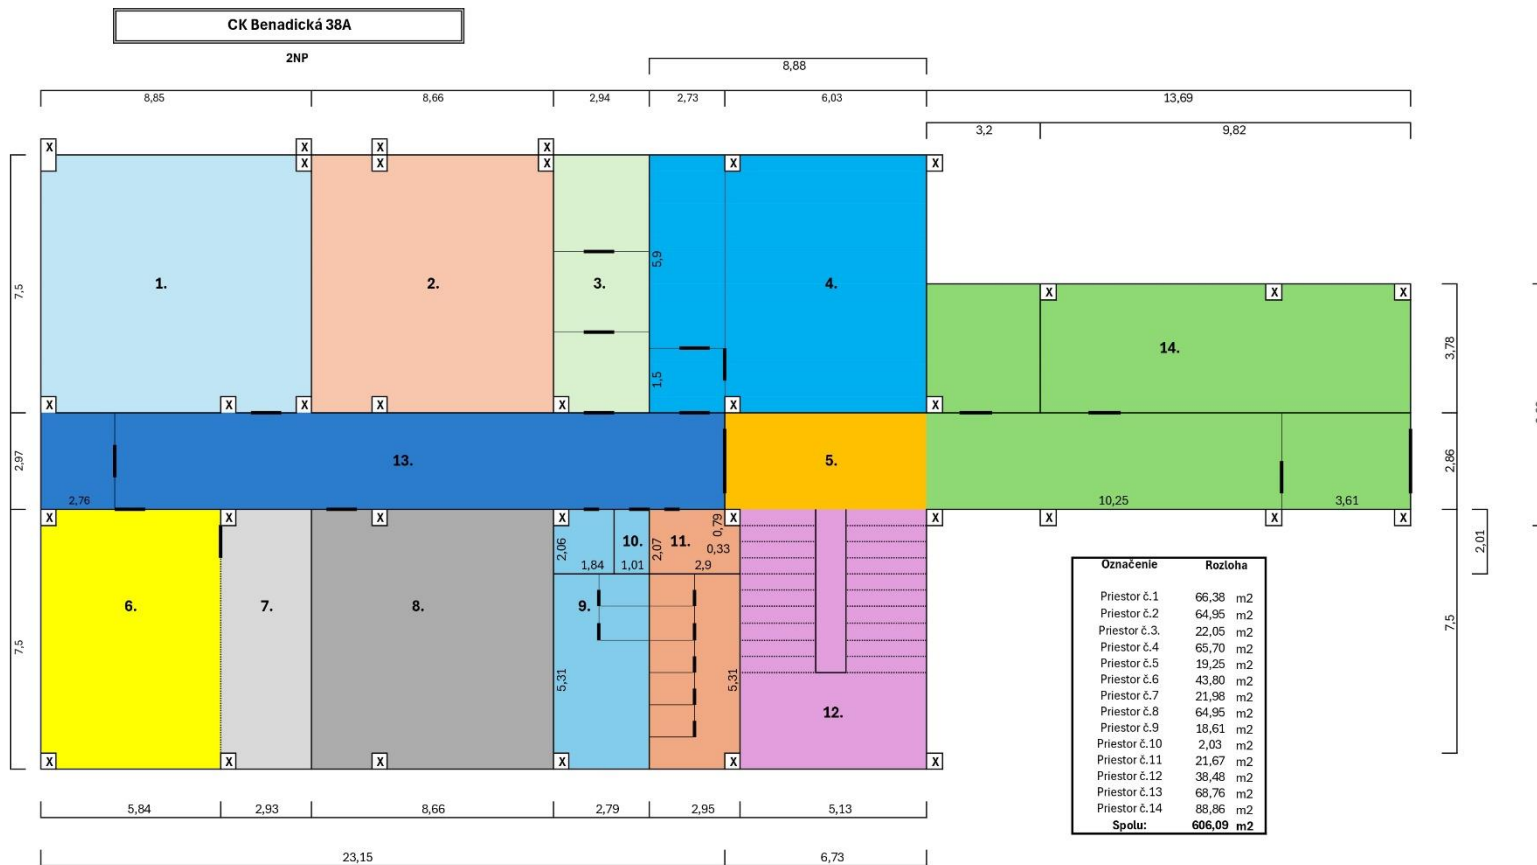 CK Benadická 38A
2NP
8,88
8,85 8,66 2,94 2,73 6,03 13,69
3,2 9,82
X X X X
X X X X X
7,5 1. 2. 3. 5,9 4.
X X X
14. 3,78
1,5
X X X X X X X
2,97 13. 5. 2,86
2,76 10,25 3,61
X X X X X X X X X
2,06 10. 2,07 11. 0,79
0,33
1,84 1,01 2,9
2,01
6. 7. 8. 9.
7,5 5,31 5,31 12. 7,5
X X X X X X
5,84 2,93 8,66 2,79 2,95 5,13
23,15 6,73
Označenie Rozloha
Priestor č.1 66,38 m2
Priestor č.2 64,95 m2
Priestor č.3. 22,05 m2
Priestor č.4 65,70 m2
Priestor č.5 19,25 m2
Priestor č.6 43,80 m2
Priestor č.7 21,98 m2
Priestor č.8 64,95 m2
Priestor č.9 18,61 m2
Priestor č.10 2,03 m2
Priestor č.11 21,67 m2
Priestor č.12 38,48 m2
Priestor č.13 68,76 m2
Priestor č.14 88,86 m2
Spolu: 606,09 m2